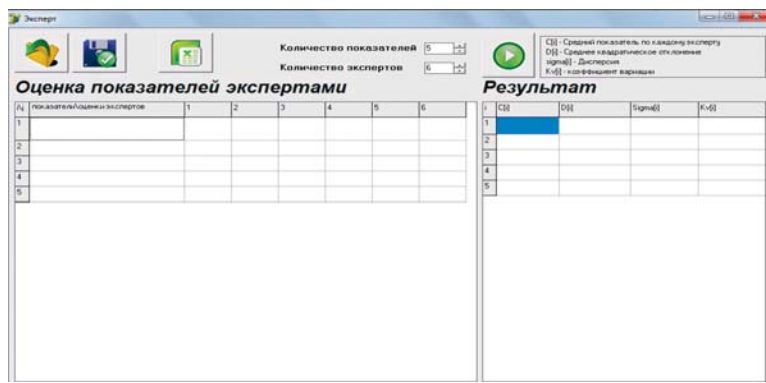 Эксперт
Количество показателей 5
Количество экспертов 6
C[i] - Средний показатель по каждому эксперту
D[i] - Среднее квадратическое отклонение
sigma[i] - Дисперсия
Kv[i] - коэффициент вариации
Оценка показателей экспертами
Результат
№ показатели\оценки экспертов 1 2 3 4 5 6
1
2
3
4
5
i C[i] D[i] Sigma[i] Kv[i]
1
2
3
4
5